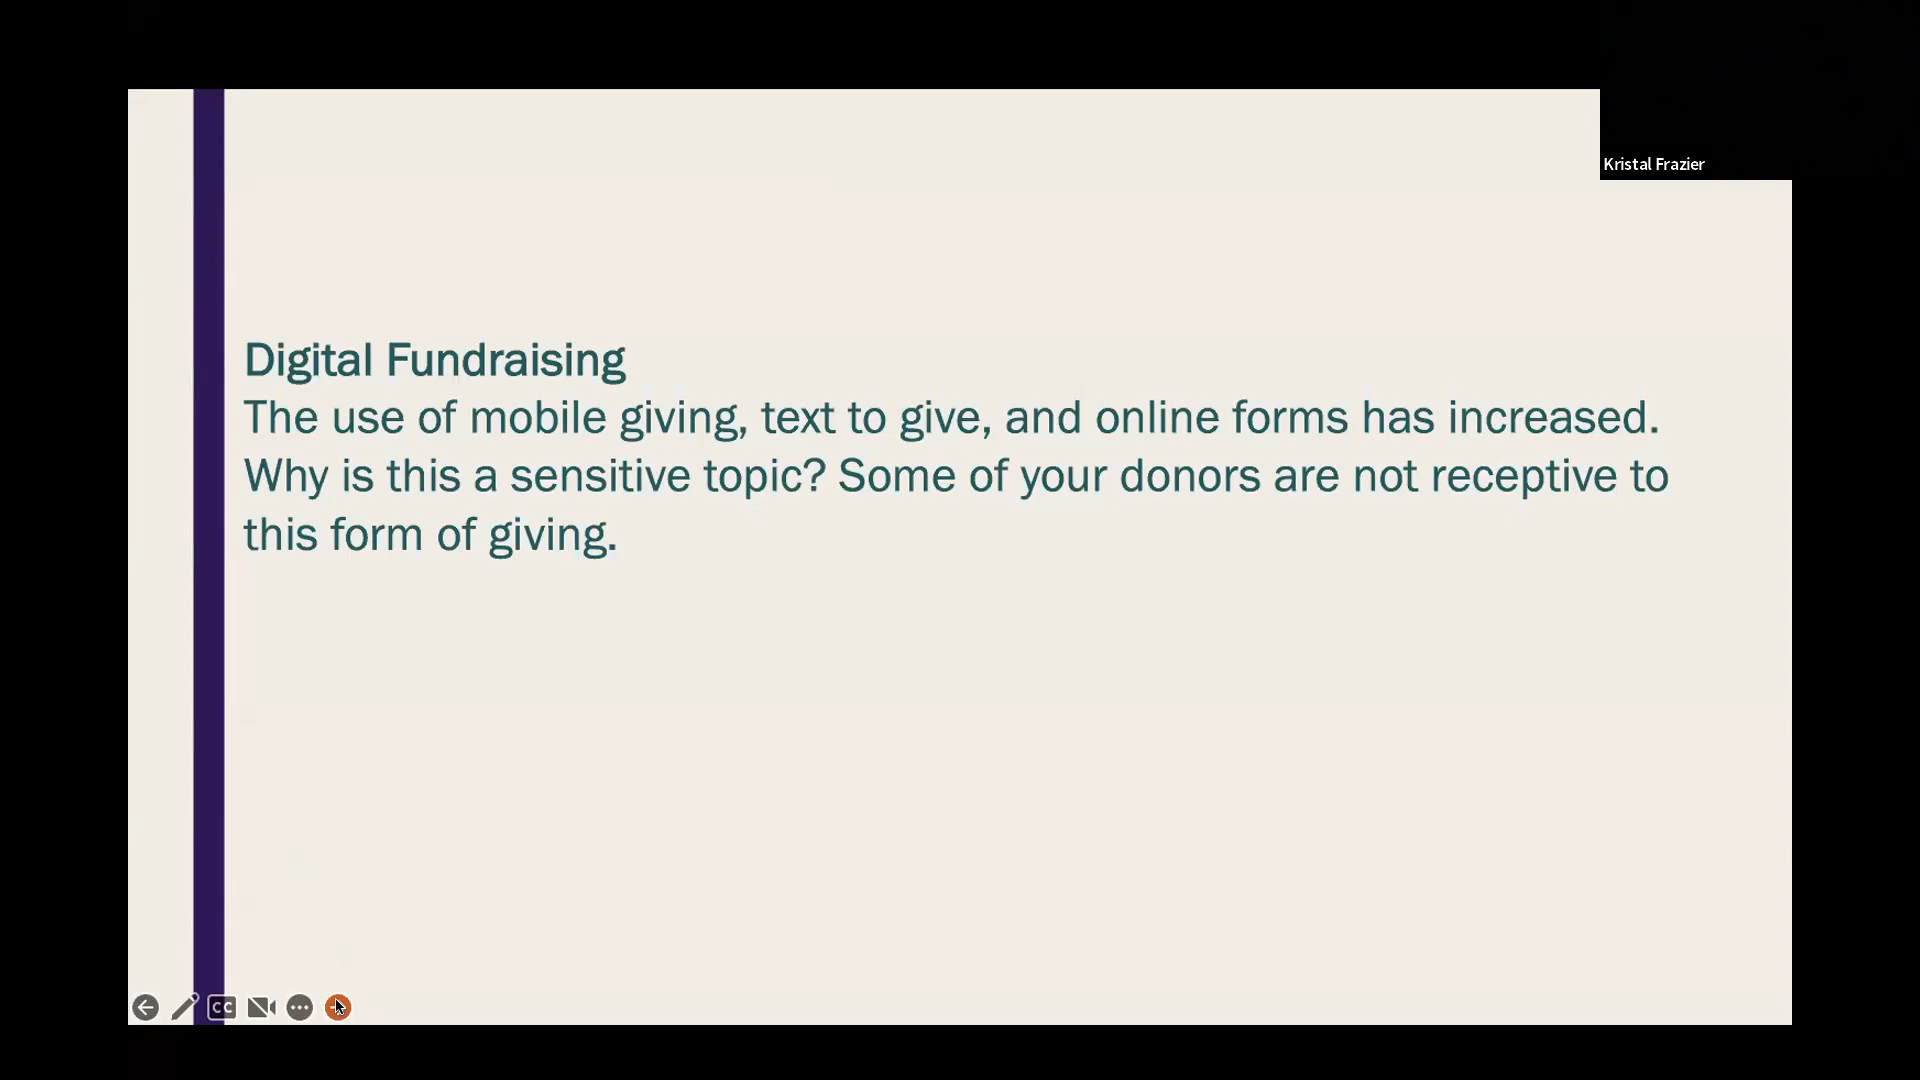 Kristal Frazier
Digital Fundraising
The use of mobile giving, text to give, and online forms has increased.
Why is this a sensitive topic? Some of your donors are not receptive to
this form of giving.
CC